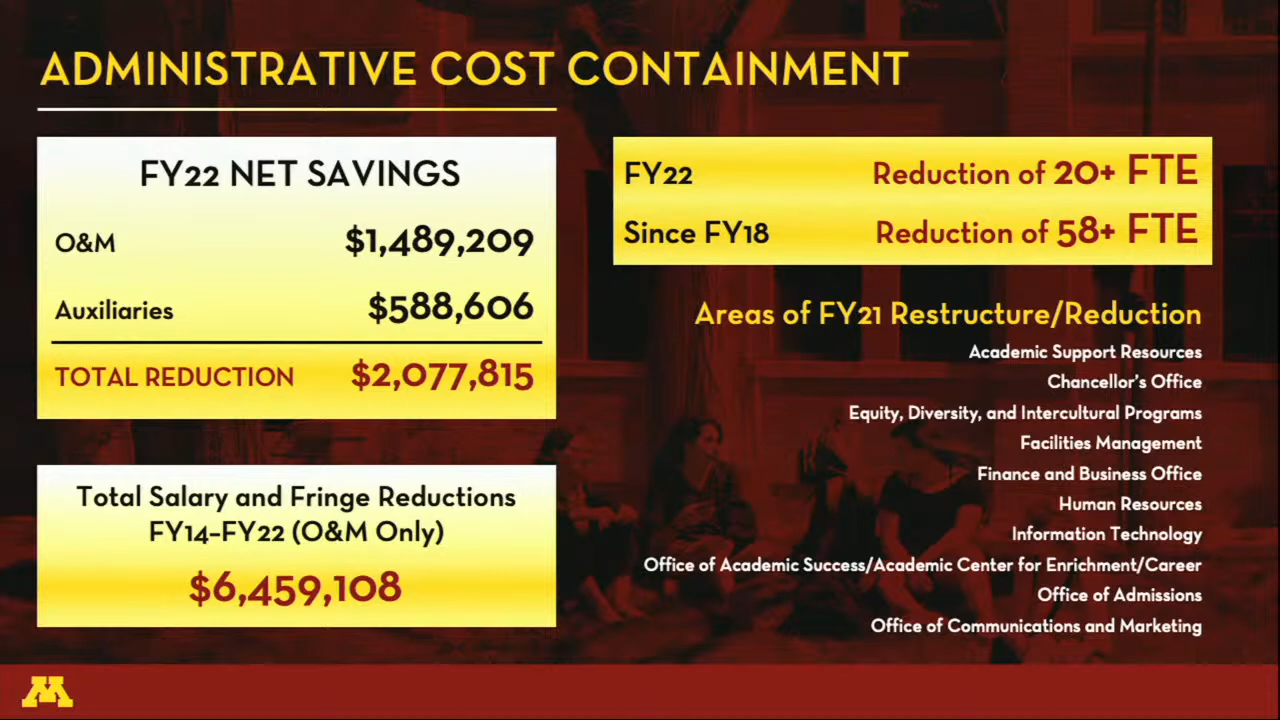 ADMINISTRATIVE COST CONTAINMENT
FY22 NET SAVINGS
O&M $1,489,209
Auxiliaries $588,606
TOTAL REDUCTION $2,077,815
Total Salary and Fringe Reductions
FY14–FY22 (O&M Only)
$6,459,108
FY22 Reduction of 20+ FTE
Since FY18 Reduction of 58+ FTE
Areas of FY21 Restructure/Reduction
Academic Support Resources
Chancellor's Office
Equity, Diversity, and Intercultural Programs
Facilities Management
Finance and Business Office
Human Resources
Information Technology
Office of Academic Success/Academic Center for Enrichment/Career
Office of Admissions
Office of Communications and Marketing
M